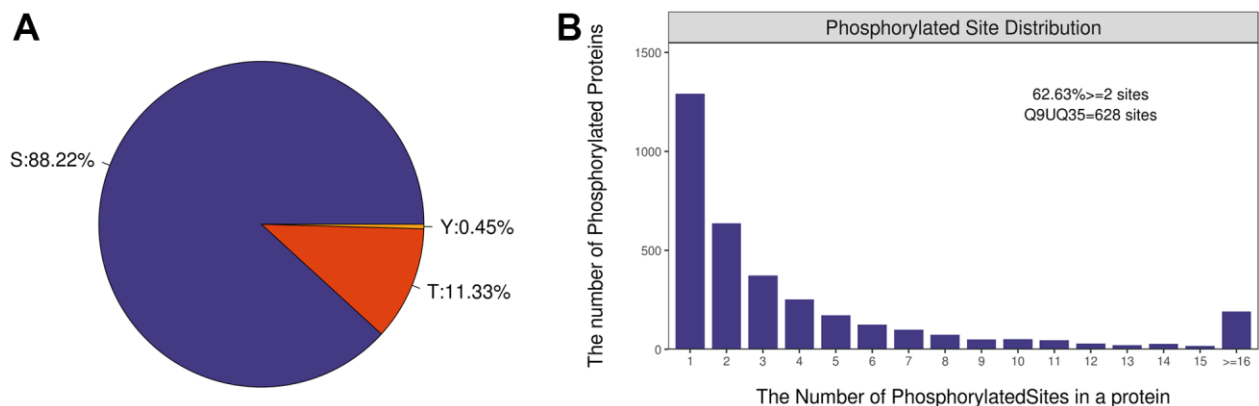 A
S:88.22%
Y:0.45%
T:11.33%
B
Phosphorylated Site Distribution
The number of Phosphorylated Proteins
1500
1000
500
0
62.63%>=2 sites
Q9UQ35=628 sites
1 2 3 4 5 6 7 8 9 10 11 12 13 14 15 >=16
The Number of PhosphorylatedSites in a protein